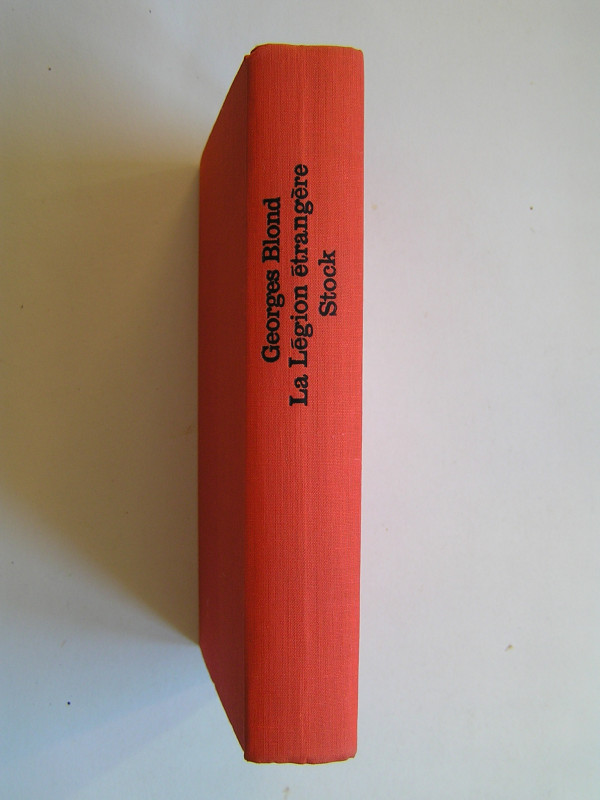 Georges Blond
La Légion étrangère
Stock